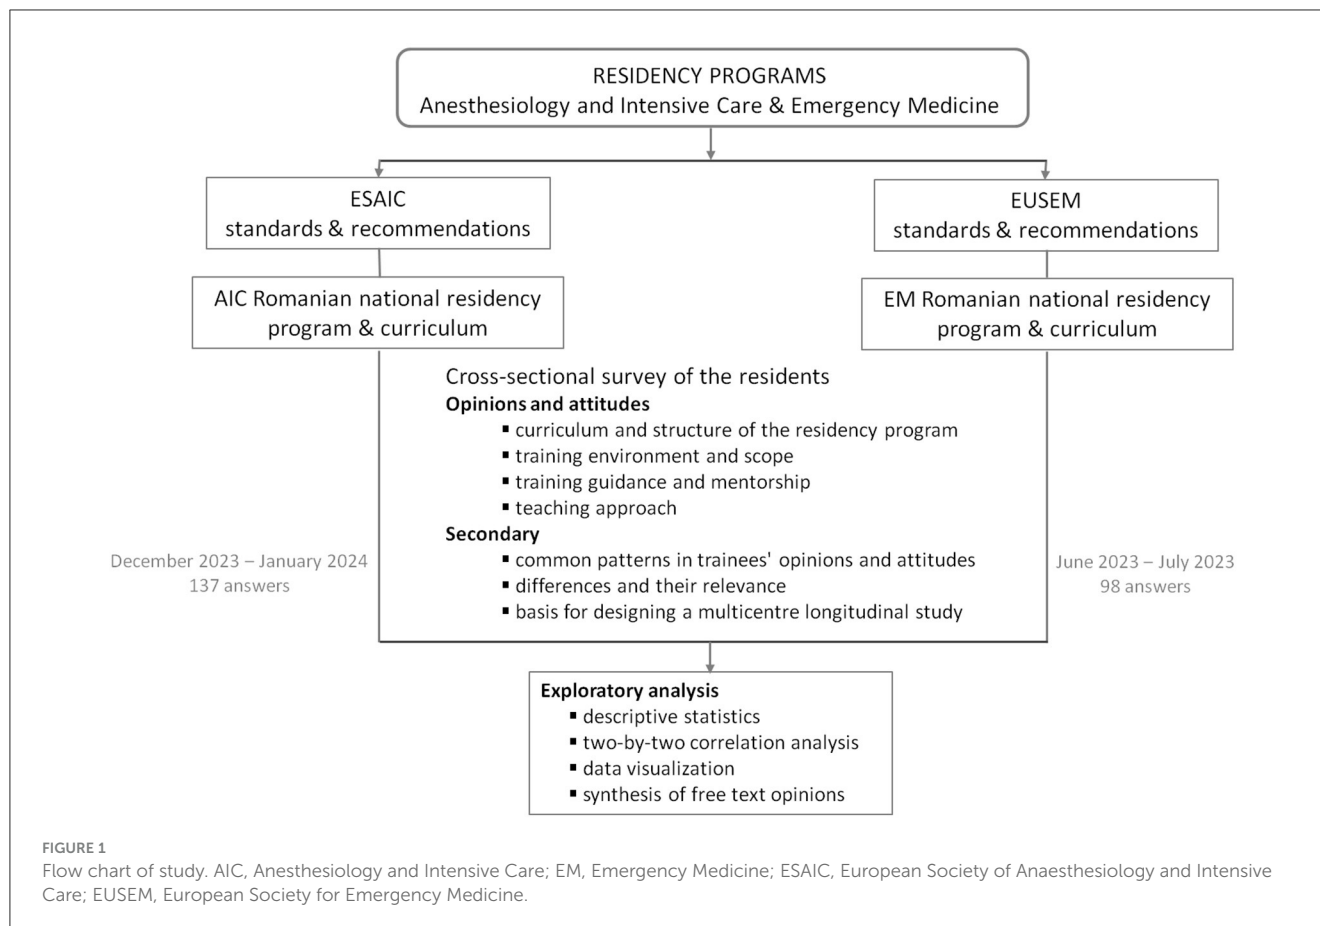 RESIDENCY PROGRAMS
Anesthesiology and Intensive Care & Emergency Medicine
ESAIC
standards & recommendations
EUSEM
standards & recommendations
AIC Romanian national residency
program & curriculum
EM Romanian national residency
program & curriculum
Cross-sectional survey of the residents
Opinions and attitudes
▪ curriculum and structure of the residency program
▪ training environment and scope
▪ training guidance and mentorship
▪ teaching approach
Secondary
▪ common patterns in trainees' opinions and attitudes
▪ differences and their relevance
▪ basis for designing a multicentre longitudinal study
December 2023 – January 2024
137 answers
June 2023 – July 2023
98 answers
Exploratory analysis
▪ descriptive statistics
▪ two-by-two correlation analysis
▪ data visualization
▪ synthesis of free text opinions
FIGURE 1
Flow chart of study. AIC, Anesthesiology and Intensive Care; EM, Emergency Medicine; ESAIC, European Society of Anaesthesiology and Intensive
Care; EUSEM, European Society for Emergency Medicine.